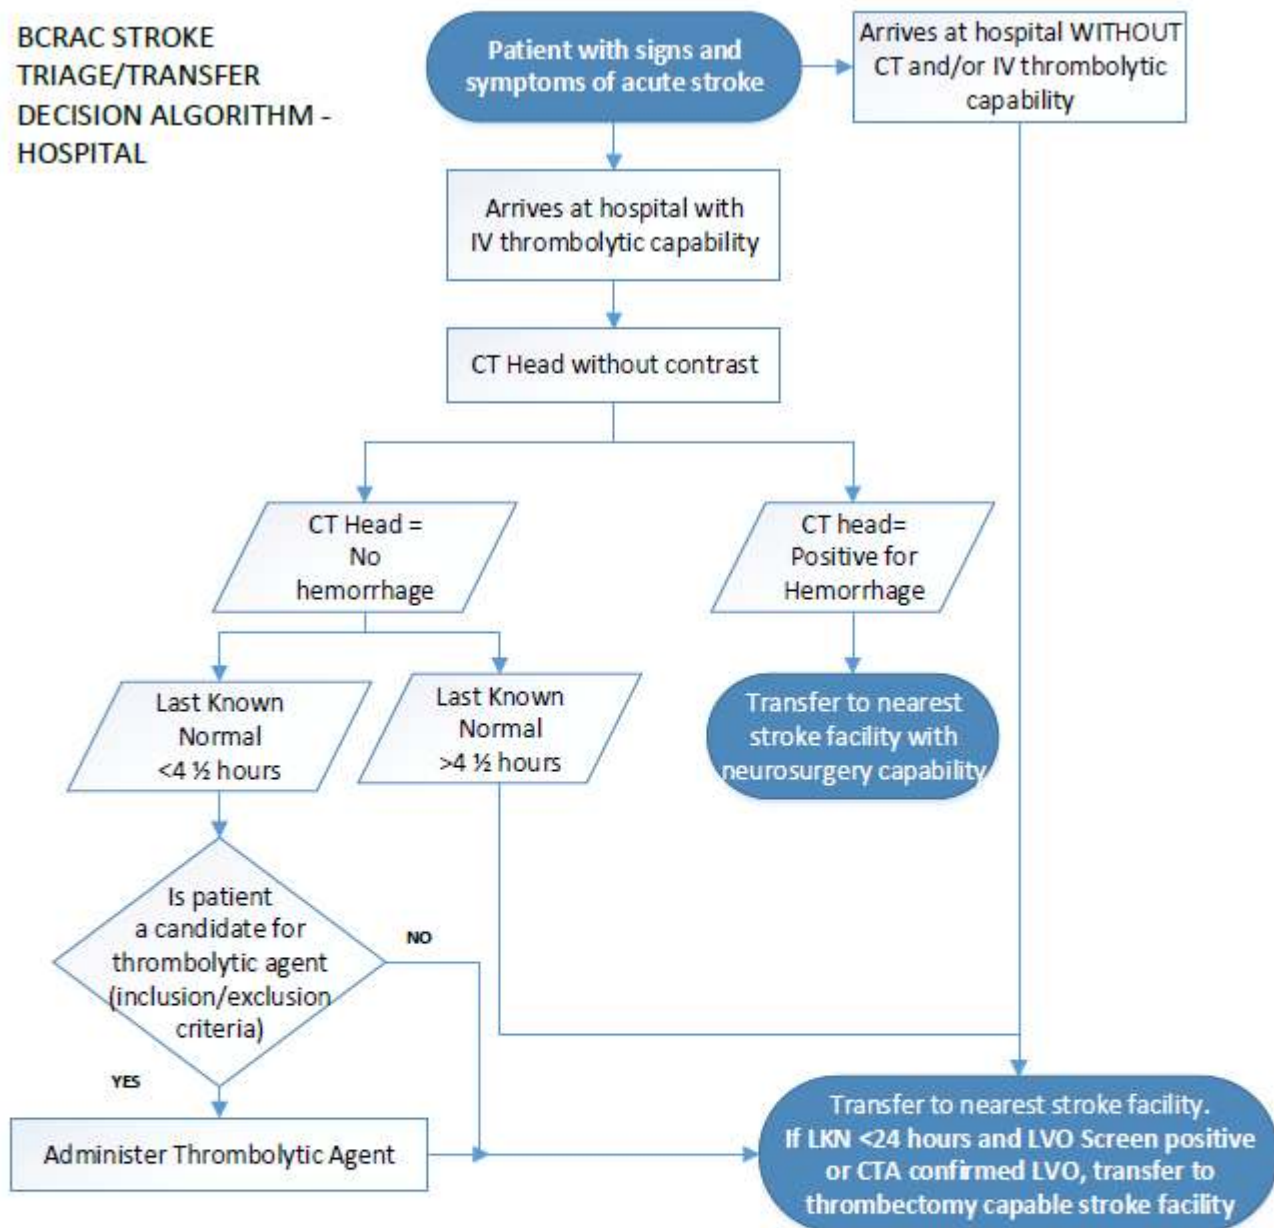 BCRAC STROKE
TRIAGE/TRANSFER
DECISION ALGORITHM -
HOSPITAL
Patient with signs and
symptoms of acute stroke
Arrives at hospital WITHOUT
CT and/or IV thrombolytic
capability
Arrives at hospital with
IV thrombolytic capability
CT Head without contrast
CT Head =
No
hemorrhage
CT head=
Positive for
Hemorrhage
Last Known
Normal
<4 ½ hours
Last Known
Normal
>4 ½ hours
Transfer to nearest
stroke facility with
neurosurgery capability
Is patient
a candidate for
thrombolytic agent
(inclusion/exclusion
criteria)
NO
YES
Administer Thrombolytic Agent
Transfer to nearest stroke facility.
If LKN <24 hours and LVO Screen positive
or CTA confirmed LVO, transfer to
thrombectomy capable stroke facility